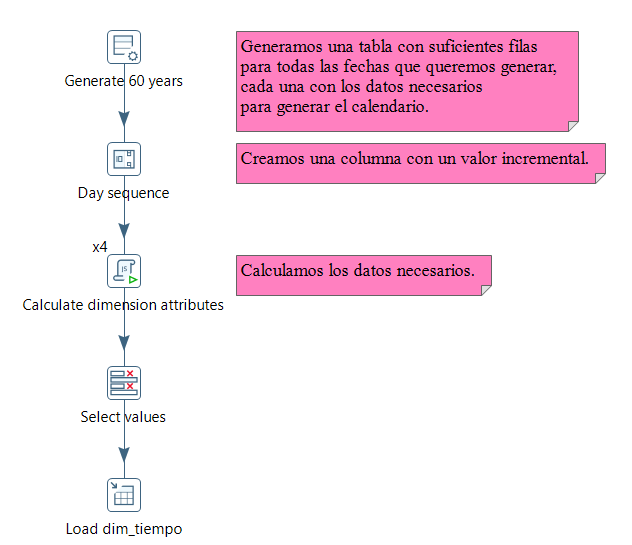 Generate 60 years
Generamos una tabla con suficientes filas
para todas las fechas que queremos generar,
cada una con los datos necesarios
para generar el calendario.
Day sequence
Creamos una columna con un valor incremental.
x4
JS
Calculate dimension attributes
Calculamos los datos necesarios.
Select values
Load dim_tiempo